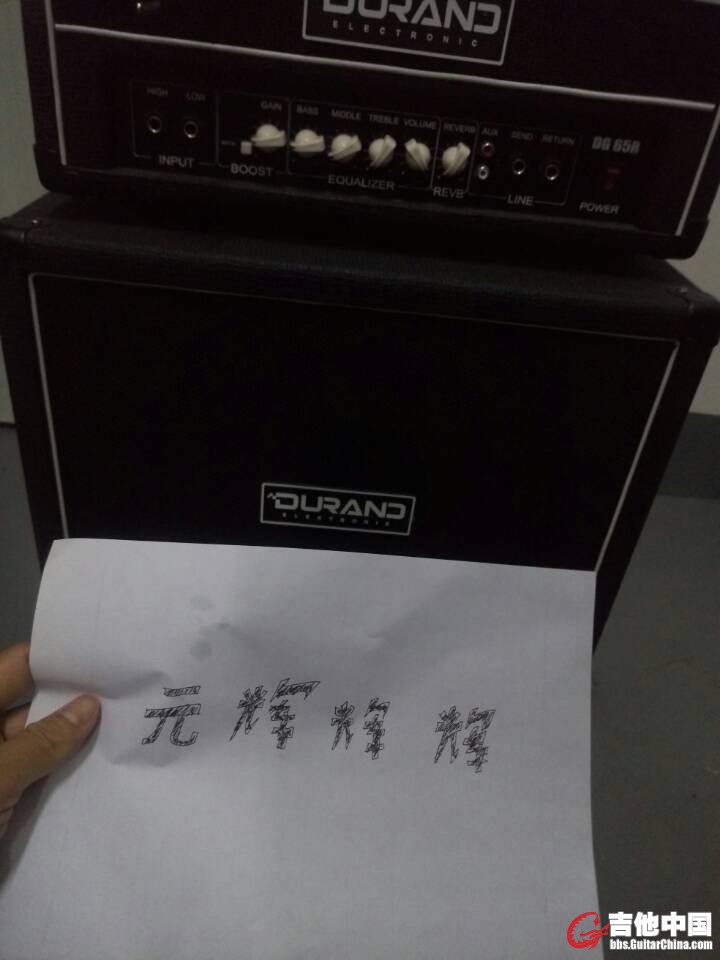 DURAND
ELECTRONIC
HIGH LOW GAIN BASS MIDDLE TREBLE VOLUME REVERB AUX SEND RETURN DG 65R
INPUT BOOST EQUALIZER REVB LINE POWER
DURAND
ELECTRONIC
元辉辉辉
吉他中国
bbs.GuitarChina.com